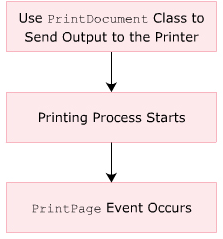 Use PrintDocument Class to
Send Output to the Printer
Printing Process Starts
PrintPage Event Occurs